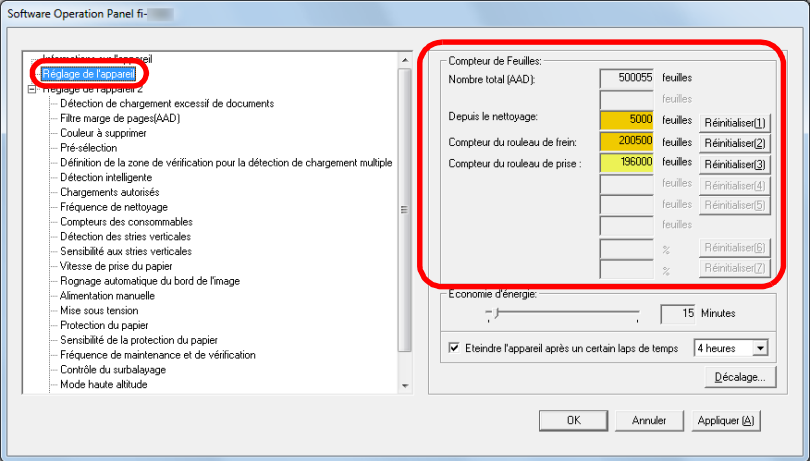 Software Operation Panel fi-
Informations sur l'appareil
Réglage de l'appareil
Réglage de l'appareil 2
Détection de chargement excessif de documents
Filtre marge de pages(AAD)
Couleur à supprimer
Pré-sélection
Définition de la zone de vérification pour la détection de chargement multiple
Détection intelligente
Chargements autorisés
Fréquence de nettoyage
Compteurs des consommables
Détection des stries verticales
Sensibilité aux stries verticales
Vitesse de prise du papier
Rognage automatique du bord de l'image
Alimentation manuelle
Mise sous tension
Protection du papier
Sensibilité de la protection du papier
Fréquence de maintenance et de vérification
Contrôle du surbalayage
Mode haute altitude
Compteur de Feuilles:
Nombre total (AAD): 500055 feuilles
feuilles
Depuis le nettoyage: 5000 feuilles Réinitialiser(1)
Compteur du rouleau de frein: 200500 feuilles Réinitialiser(2)
Compteur du rouleau de prise : 196000 feuilles Réinitialiser(3)
feuilles Réinitialiser(4)
feuilles Réinitialiser(5)
feuilles
% Réinitialiser(6)
% Réinitialiser(7)
Economie d'énergie:
15 Minutes
Eteindre l'appareil après un certain laps de temps 4 heures
Décalage...
OK Annuler Appliquer (A)